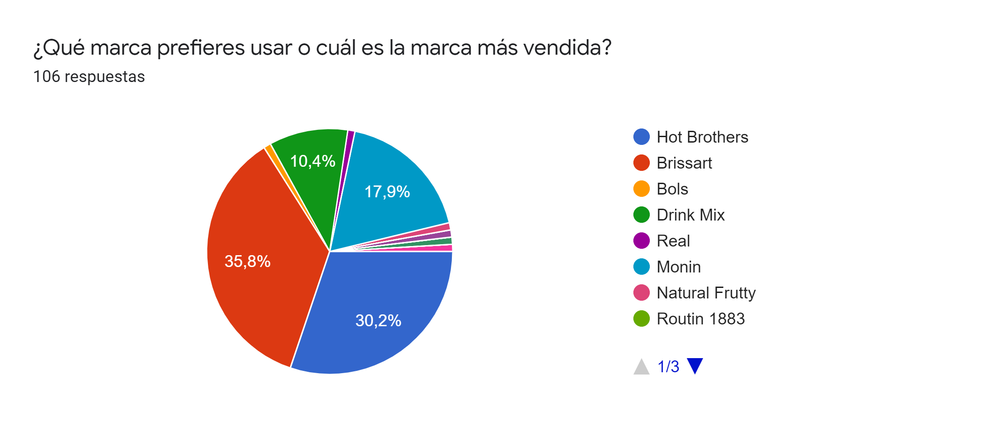 ¿Qué marca prefieres usar o cuál es la marca más vendida?
106 respuestas
10,4%
17,9%
35,8%
30,2%
Hot Brothers
Brissart
Bols
Drink Mix
Real
Monin
Natural Frutty
Routin 1883
1/3